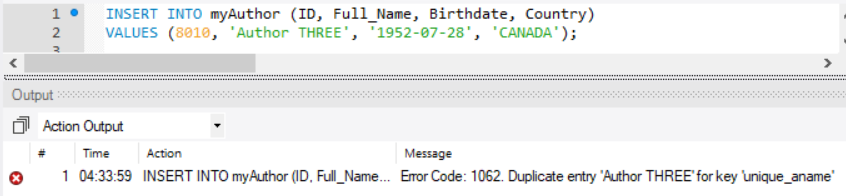 1 INSERT INTO myAuthor (ID, Full_Name, Birthdate, Country)
2 VALUES (8010, 'Author THREE', '1952-07-28', 'CANADA');
3
Output
Action Output
# Time Action Message
1 04:33:59 INSERT INTO myAuthor (ID, Full_Name... Error Code: 1062. Duplicate entry 'Author THREE' for key 'unique_aname'